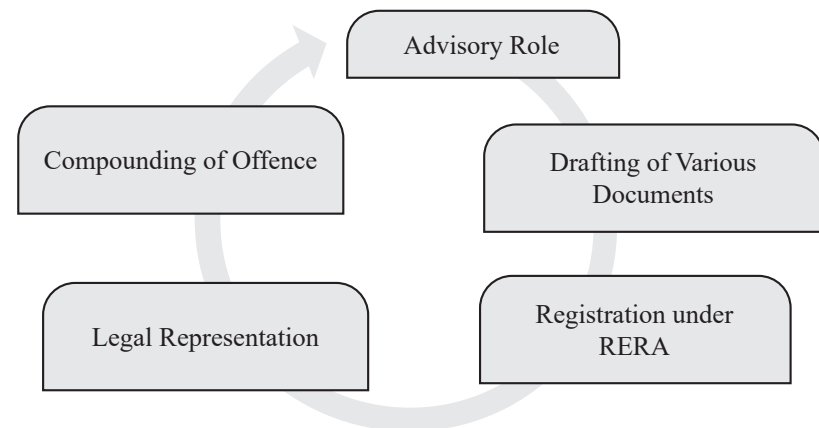 Advisory Role
Drafting of Various
Documents
Registration under
RERA
Legal Representation
Compounding of Offence